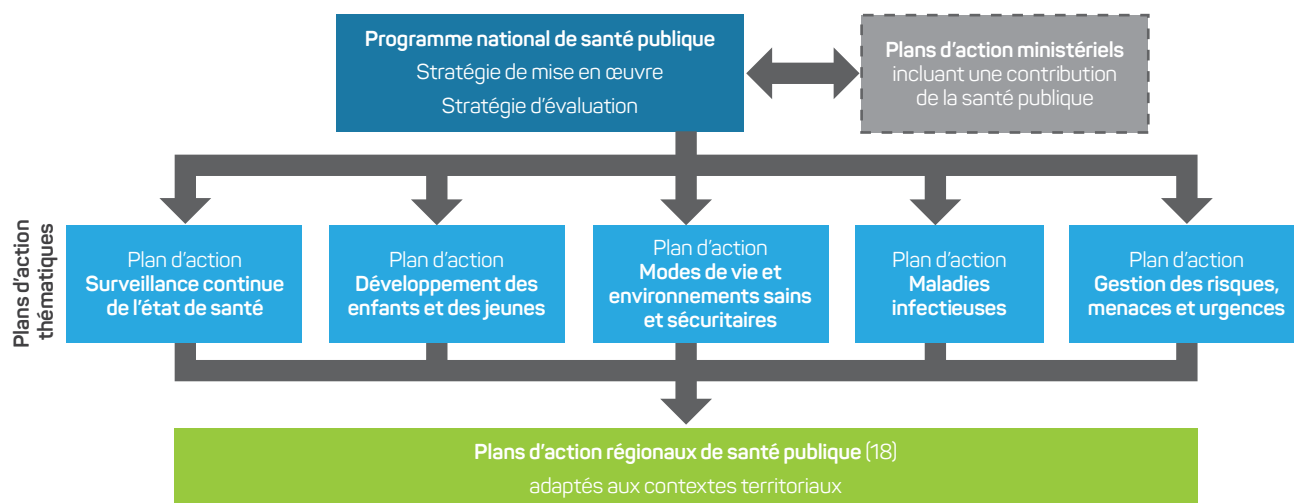 Programme national de santé publique
Stratégie de mise en œuvre
Stratégie d’évaluation
Plans d’action ministériels
incluant une contribution
de la santé publique
Plans d’action
thématiques
Plan d’action
Surveillance continue
de l’état de santé
Plan d’action
Développement des
enfants et des jeunes
Plan d’action
Modes de vie et
environnements sains
et sécuritaires
Plan d’action
Maladies
infectieuses
Plan d’action
Gestion des risques,
menaces et urgences
Plans d’action régionaux de santé publique (18)
adaptés aux contextes territoriaux